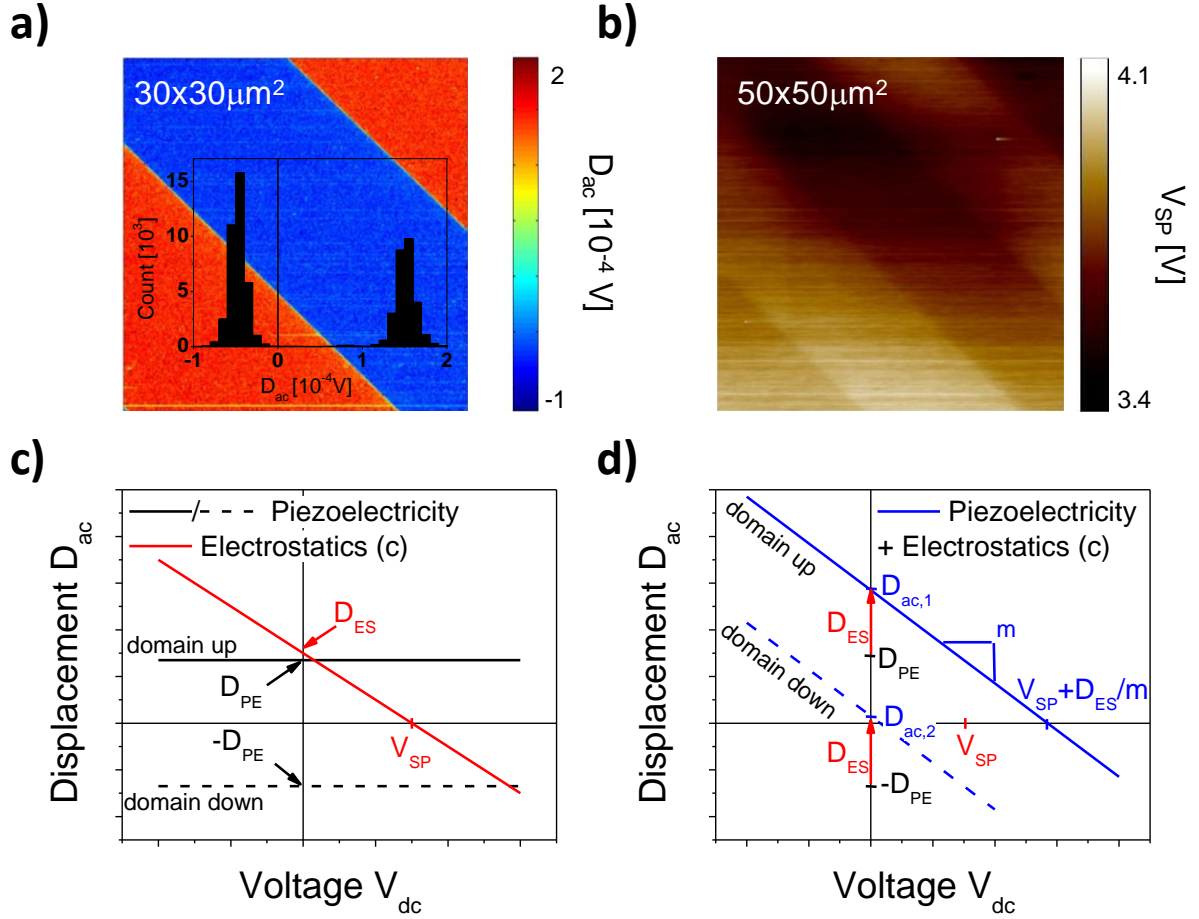 a)
30x30μm²
15
10
5
0
Count [10³]
-1
0
1
2
D_ac [10⁻⁴V]
2
-1
D_ac [10⁻⁴ V]
b)
50x50μm²
4.1
3.4
V_SP [V]
c)
Displacement D_ac
/ Piezoelectricity
Electrostatics (c)
D_ES
domain up
D_PE
-D_PE
V_SP
domain down
Voltage V_dc
d)
Displacement D_ac
Piezoelectricity
+ Electrostatics (c)
domain up
D_ac,1
D_ES
m
D_PE
domain down
V_SP+D_ES/m
D_ac,2
V_SP
D_ES
-D_PE
Voltage V_dc